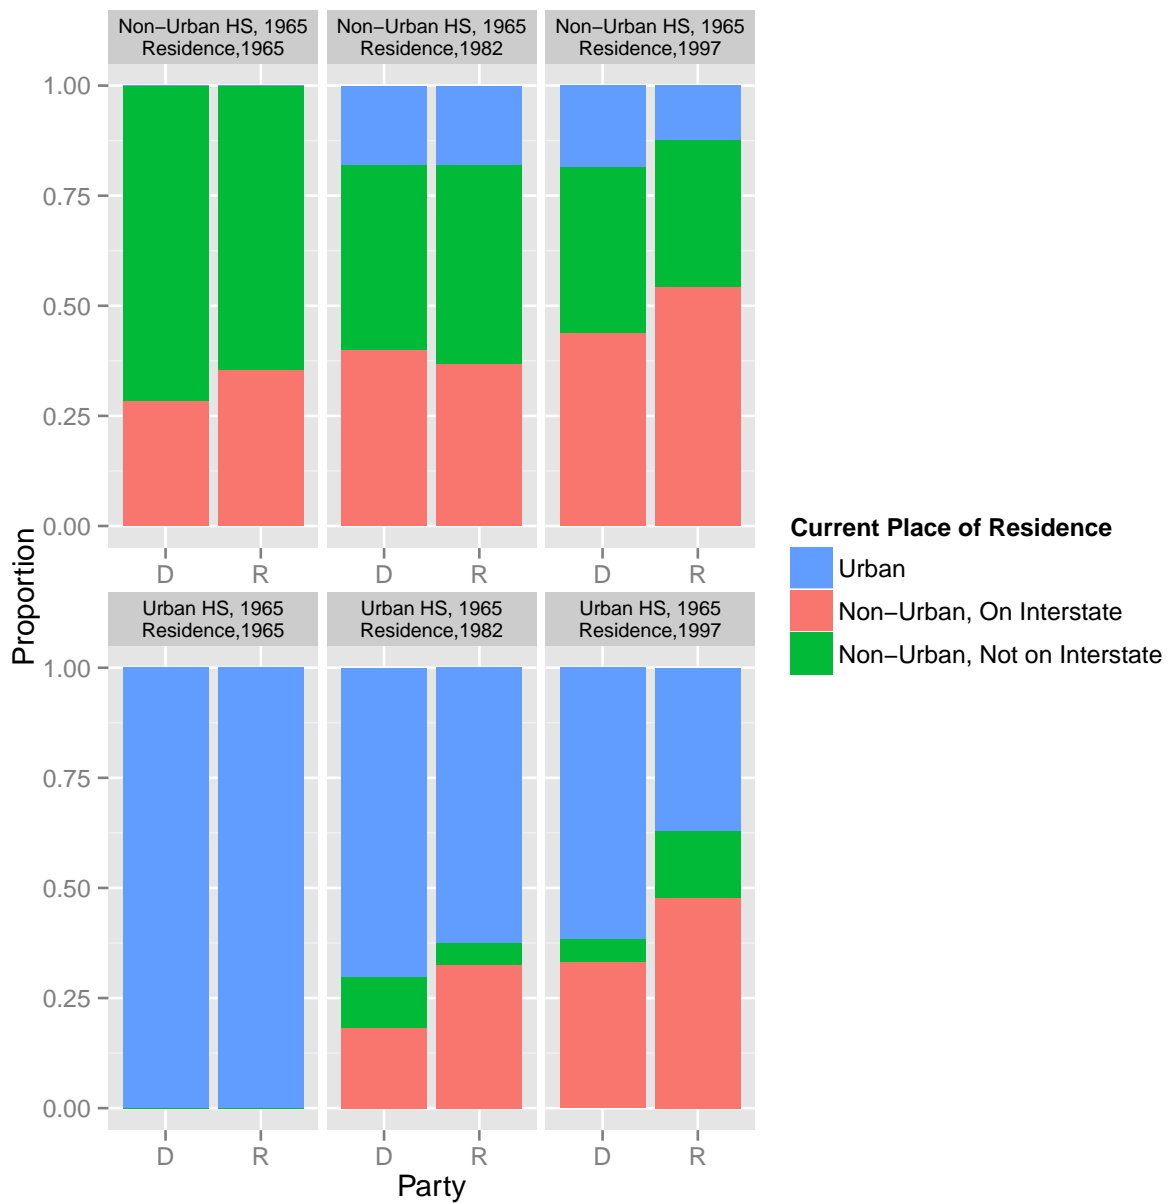 Non−Urban HS, 1965
Residence,1965
Non−Urban HS, 1965
Residence,1982
Non−Urban HS, 1965
Residence,1997
1.00
0.75
0.50
0.25
0.00
D
R
D
R
D
R
Urban HS, 1965
Residence,1965
Urban HS, 1965
Residence,1982
Urban HS, 1965
Residence,1997
1.00
0.75
0.50
0.25
0.00
D
R
D
R
D
R
Proportion
Party
Current Place of Residence
Urban
Non−Urban, On Interstate
Non−Urban, Not on Interstate